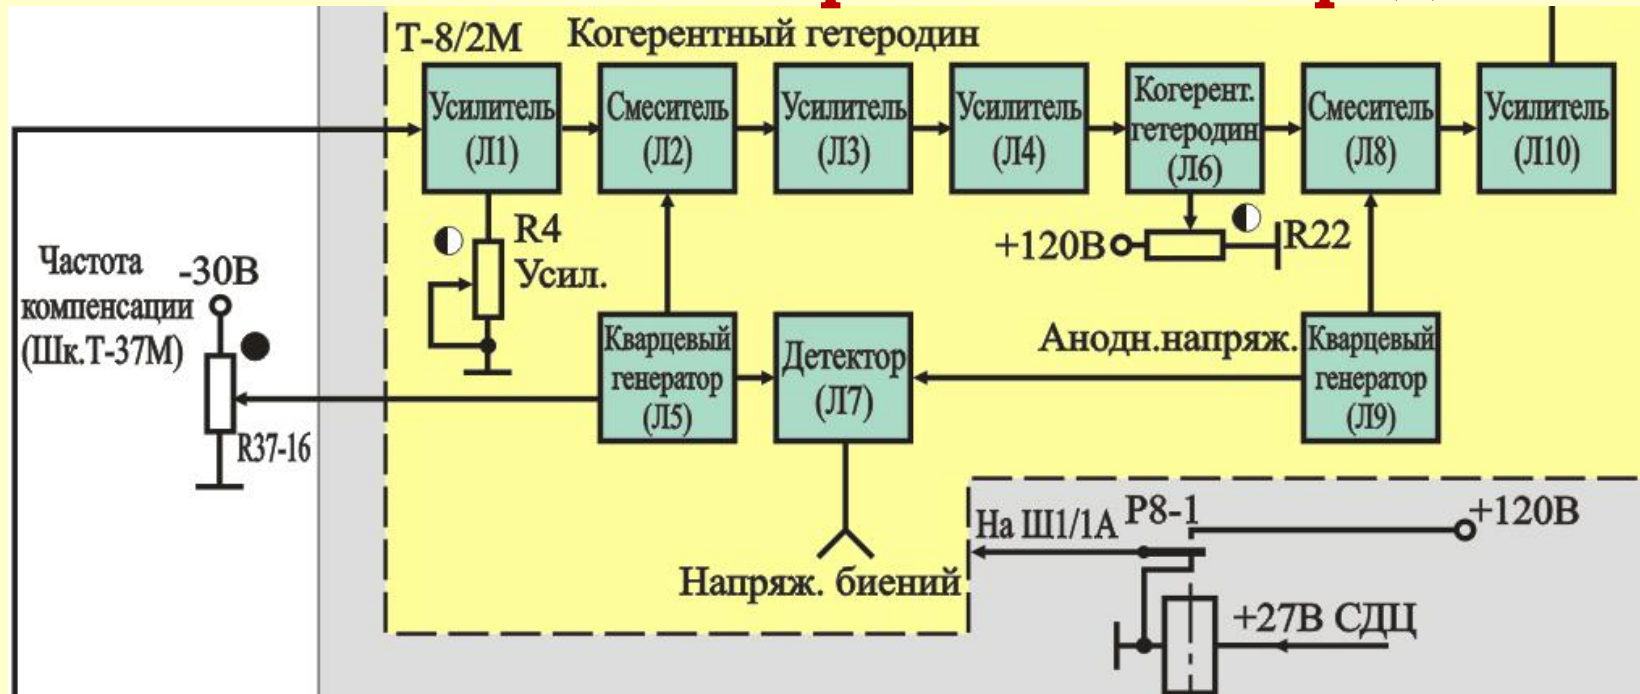 Т-8/2М
Когерентный гетеродин
Усилитель
(Л1)
Смеситель
(Л2)
Усилитель
(Л3)
Усилитель
(Л4)
Когерент.
гетеродин
(Л6)
Смеситель
(Л8)
Усилитель
(Л10)
R4
Усил.
+120В
R22
Частота
компенсации
(Шк.Т-37М)
-30В
R37-16
Кварцевый
генератор
(Л5)
Детектор
(Л7)
Анодн.напряж.
Кварцевый
генератор
(Л9)
Напряж. биений
На Ш1/1А
Р8-1
+120В
+27В СДЦ